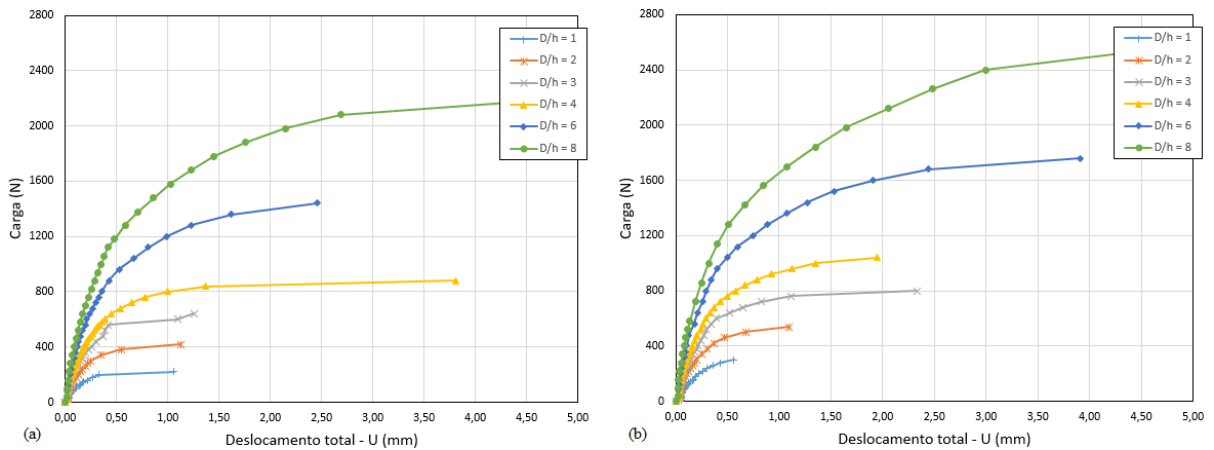 2800
2400
2000
1600
1200
800
400
0
Carga (N)
0,00 0,50 1,00 1,50 2,00 2,50 3,00 3,50 4,00 4,50 5,00
Deslocamento total - U (mm)
D/h = 1
D/h = 2
D/h = 3
D/h = 4
D/h = 6
D/h = 8
(a)
2800
2400
2000
1600
1200
800
400
0
Carga (N)
0,00 0,50 1,00 1,50 2,00 2,50 3,00 3,50 4,00 4,50 5,00
Deslocamento total - U (mm)
D/h = 1
D/h = 2
D/h = 3
D/h = 4
D/h = 6
D/h = 8
(b)